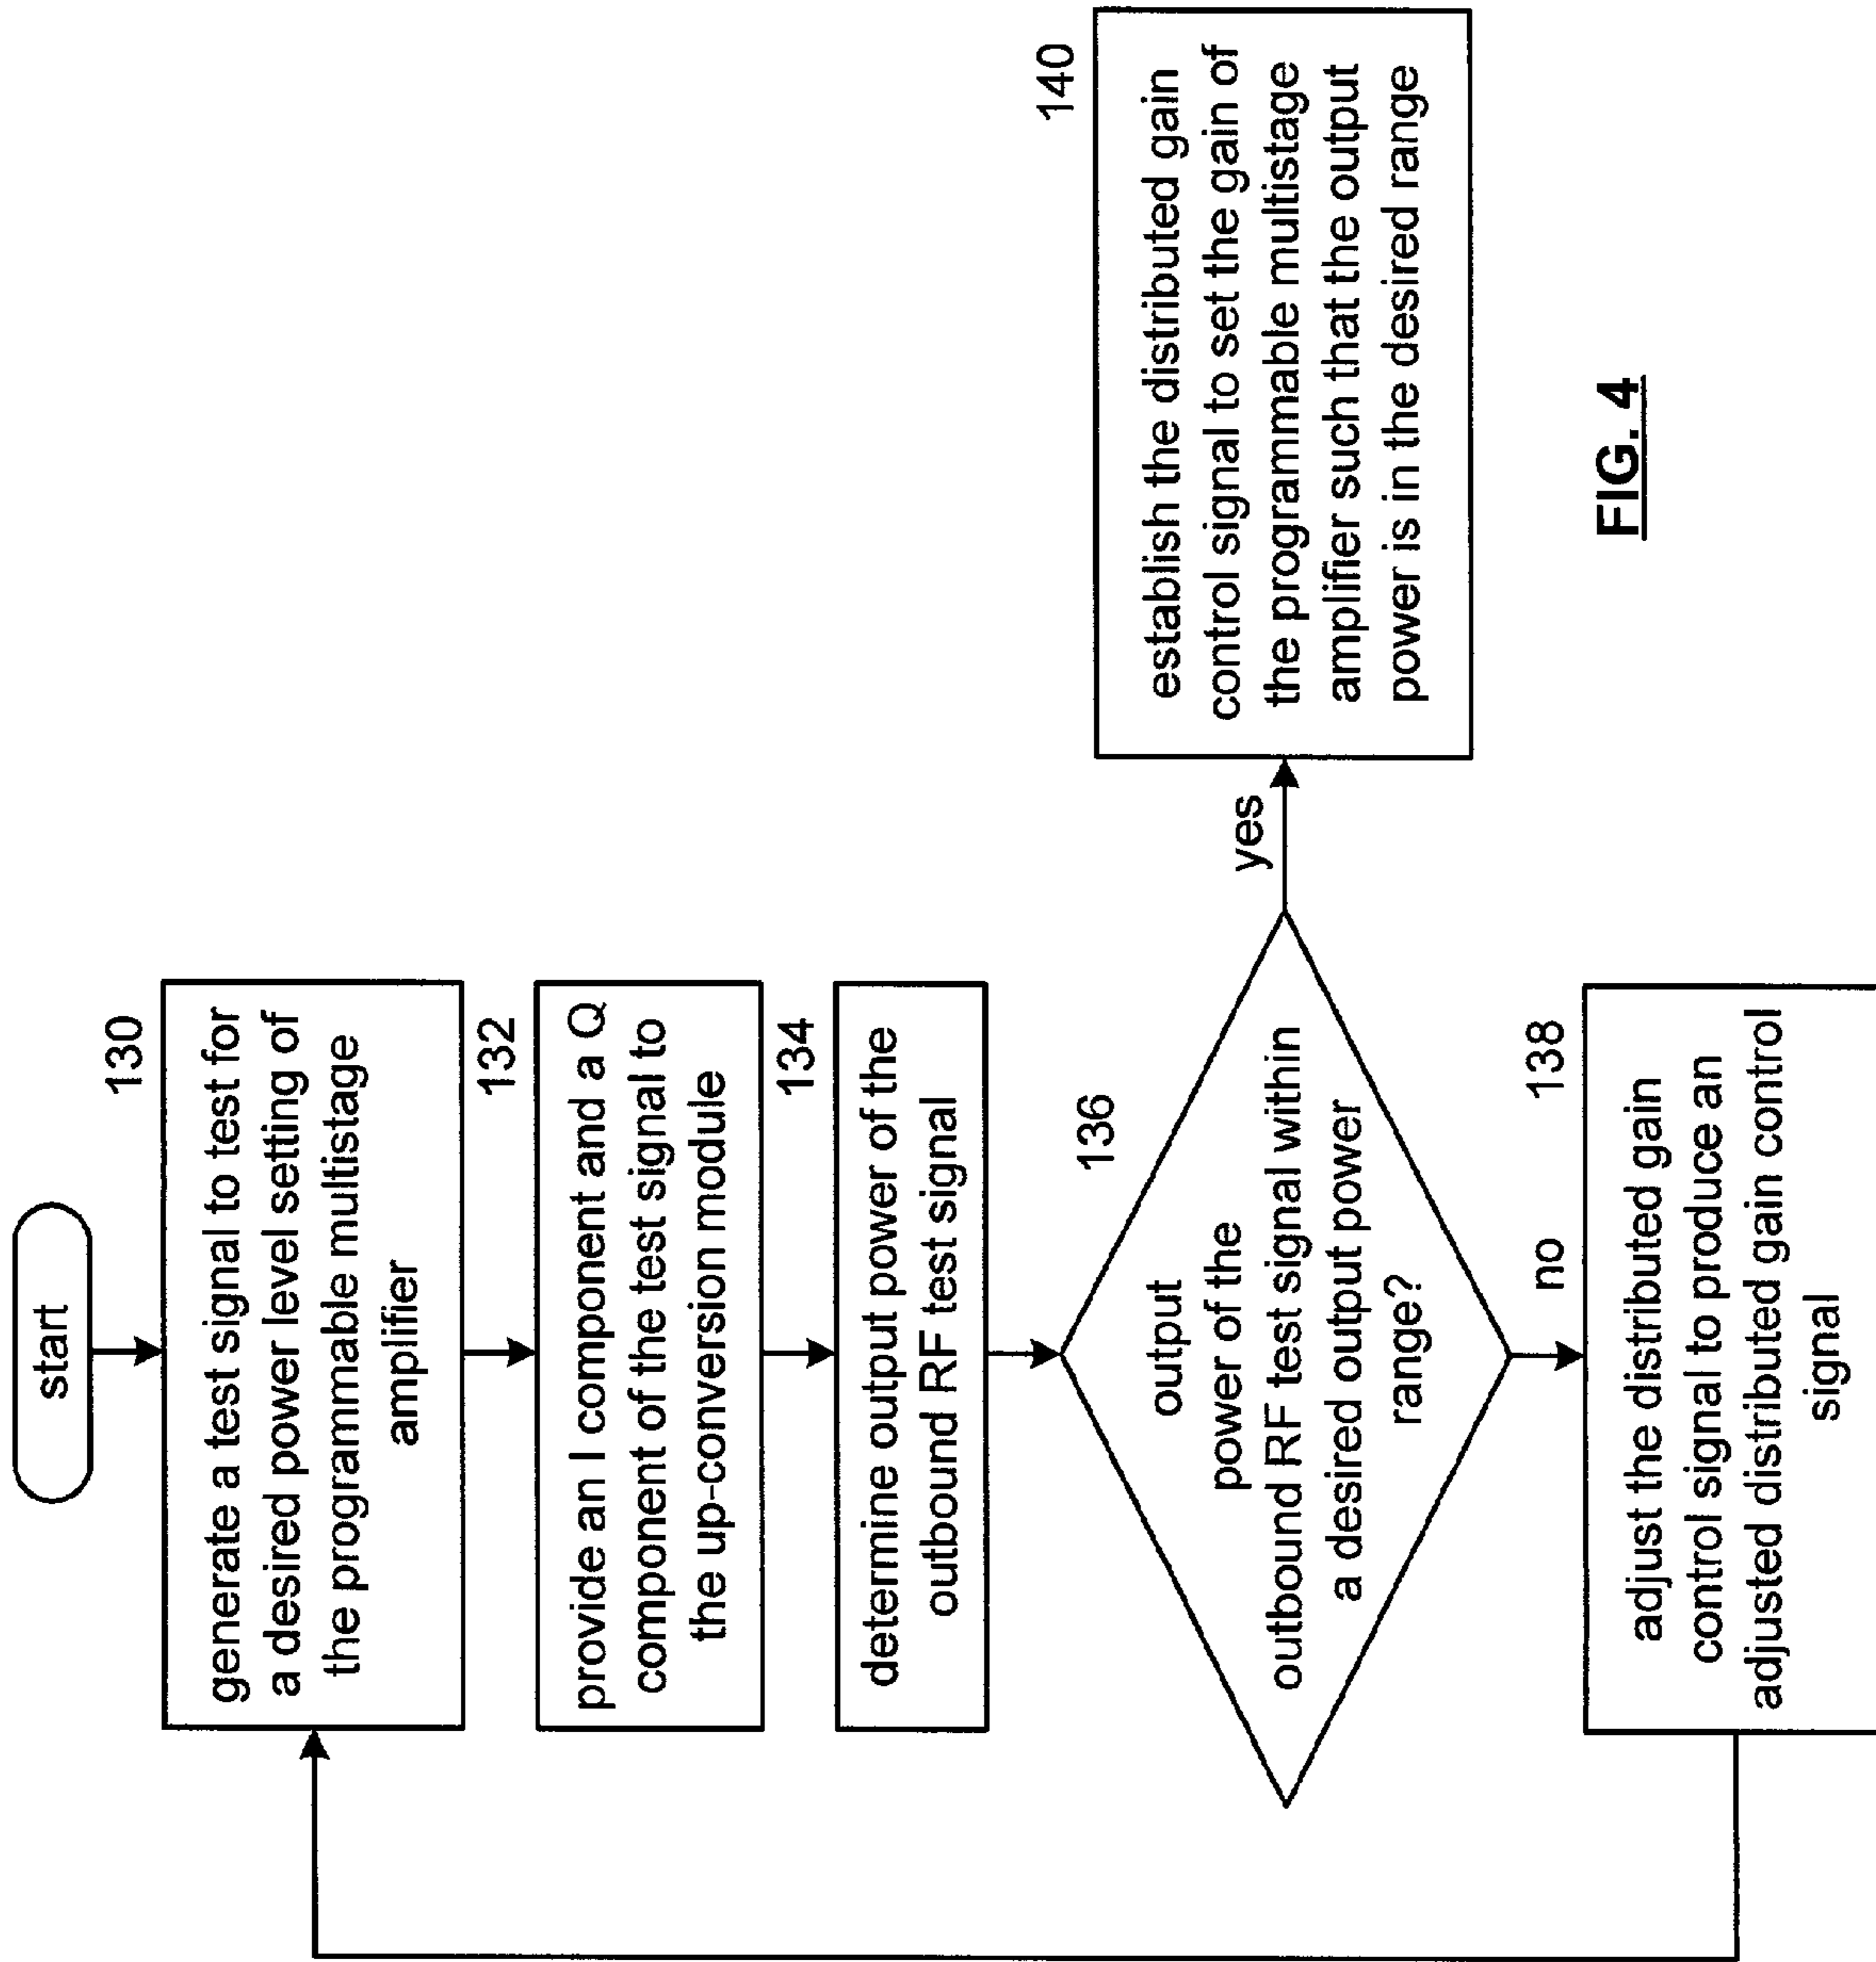 start
130
generate a test signal to test for
a desired power level setting of
the programmable multistage
amplifier
132
provide an I component and a Q
component of the test signal to
the up-conversion module
134
determine output power of the
outbound RF test signal
136
output
power of the
outbound RF test signal within
a desired output power
range?
yes
140
establish the distributed gain
control signal to set the gain of
the programmable multistage
amplifier such that the output
power is in the desired range
no
138
adjust the distributed gain
control signal to produce an
adjusted distributed gain control
signal
FIG. 4